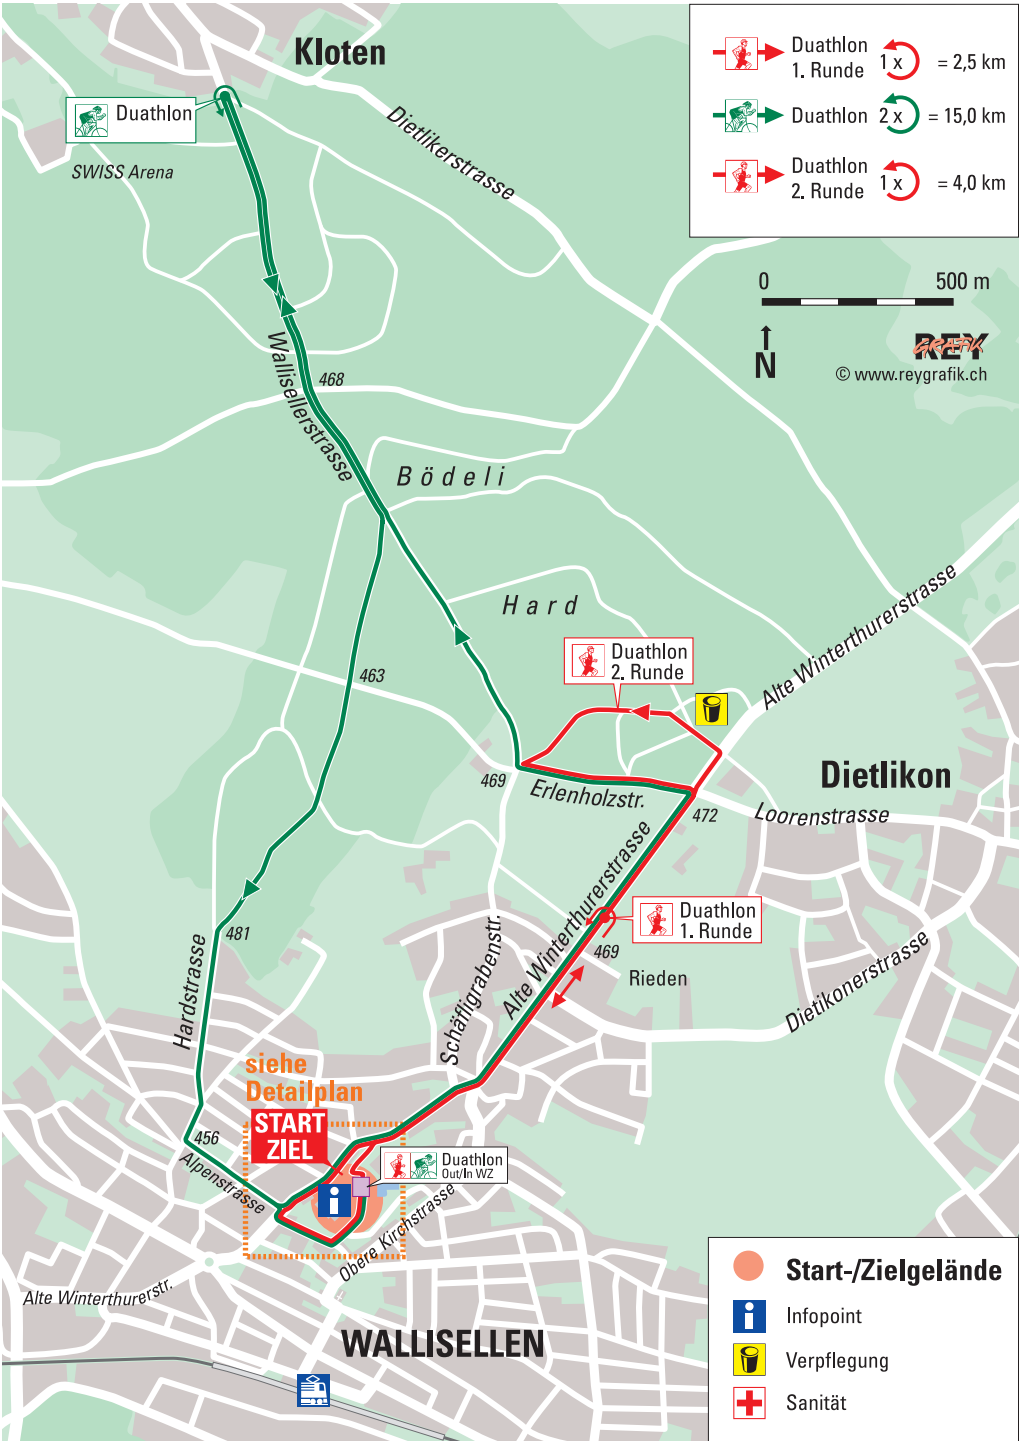 Kloten
Duathlon
SWISS Arena
Dietlikerstrasse
Duathlon
1. Runde
1 x
= 2,5 km
Duathlon
2 x
= 15,0 km
Duathlon
2. Runde
1 x
= 4,0 km
0
500 m
N
REY
GRAFIK
© www.reygrafik.ch
Wallisellerstrasse
468
Bödeli
Hard
Alte Winterthurerstrasse
Duathlon
2. Runde
463
469
Erlenholzstr.
472
Dietlikon
Loorenstrasse
Alte Winterthurerstrasse
Duathlon
1. Runde
469
Rieden
Schäfligrabenstr.
Dietikonerstrasse
481
Hardstrasse
siehe
Detailplan
START
ZIEL
456
Alpenstrasse
Duathlon
Out/In WZ
Obere Kirchstrasse
Alte Winterthurerstr.
WALLISELLEN
Start-/Zielgelände
Infopoint
Verpflegung
Sanität